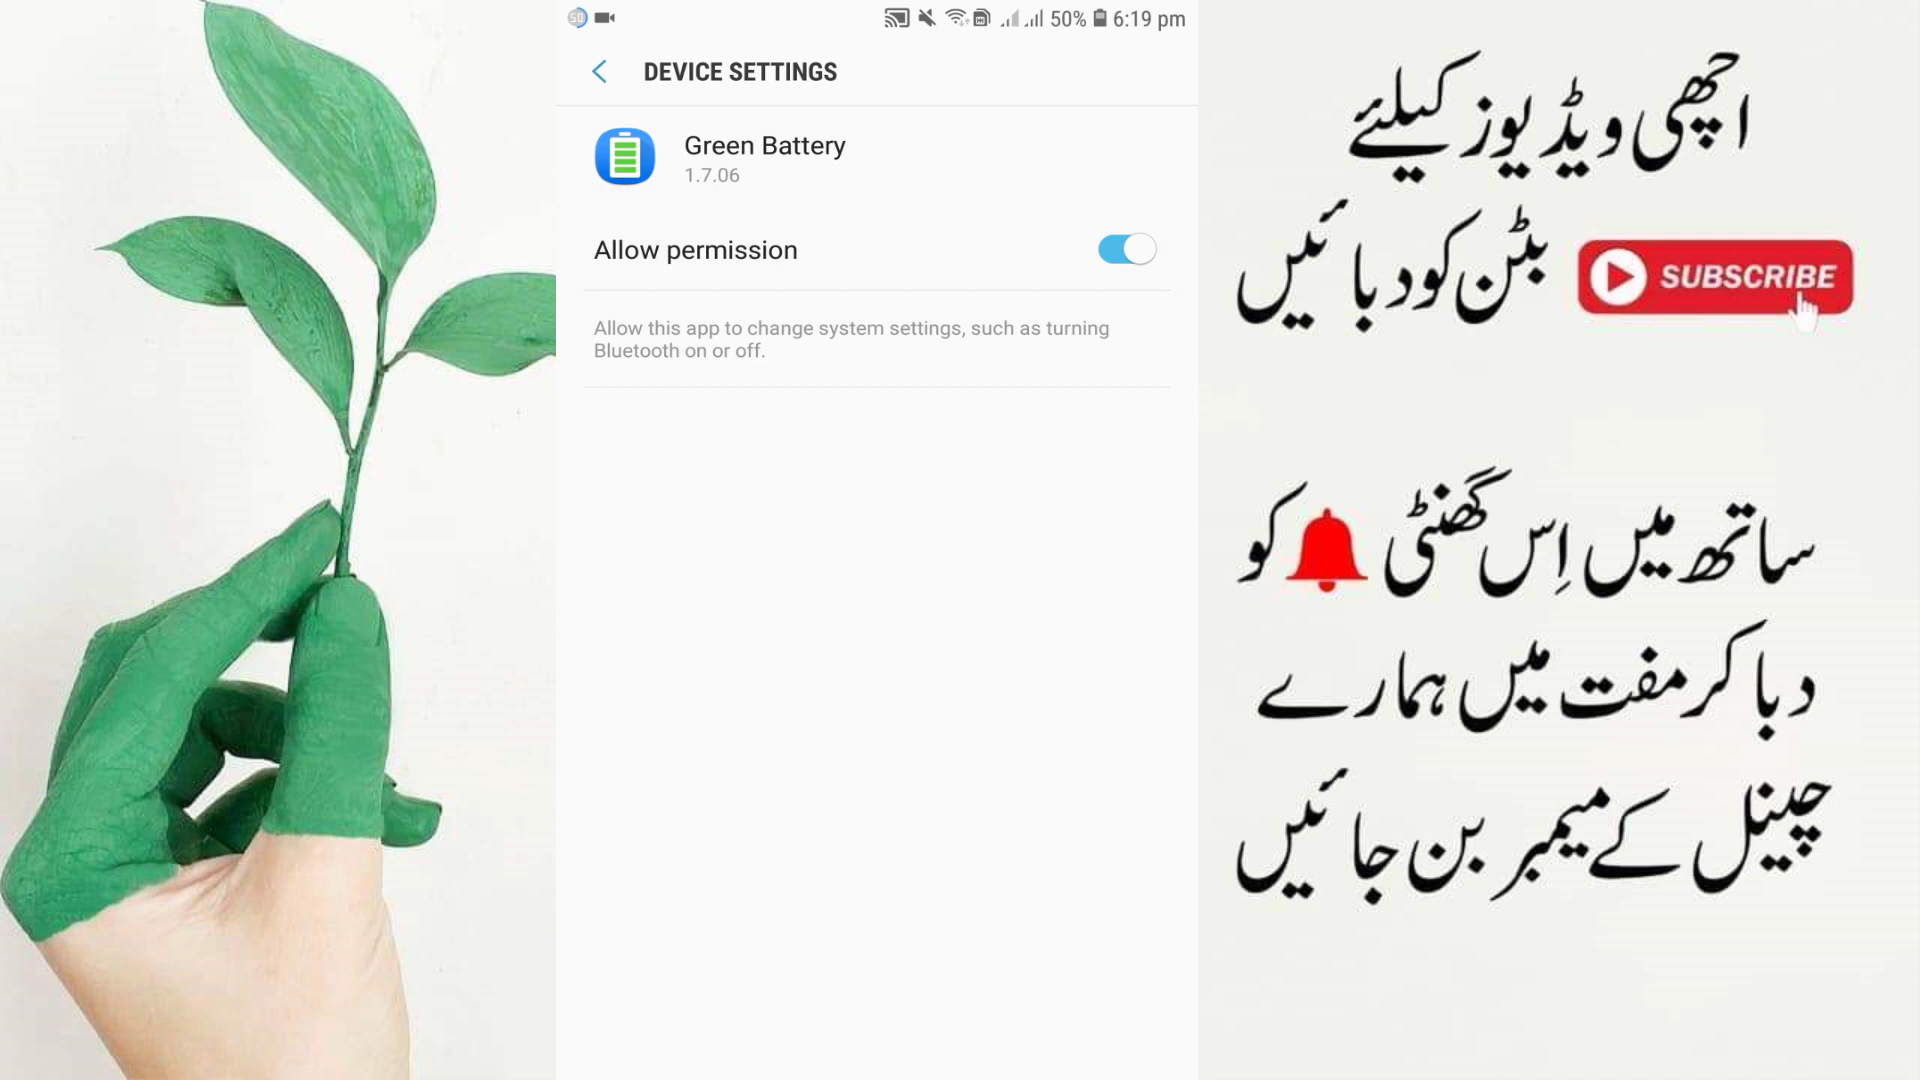 50% 6:19 pm
DEVICE SETTINGS
Green Battery
1.7.06
Allow permission
Allow this app to change system settings, such as turning
Bluetooth on or off.
اچھی ویڈیوز کیلئے
SUBSCRIBE بٹن کو دبائیں
ساتھ میں اِس گھنٹی کو
دبا کر مفت میں ہمارے
چینل کے میمبر بن جائیں